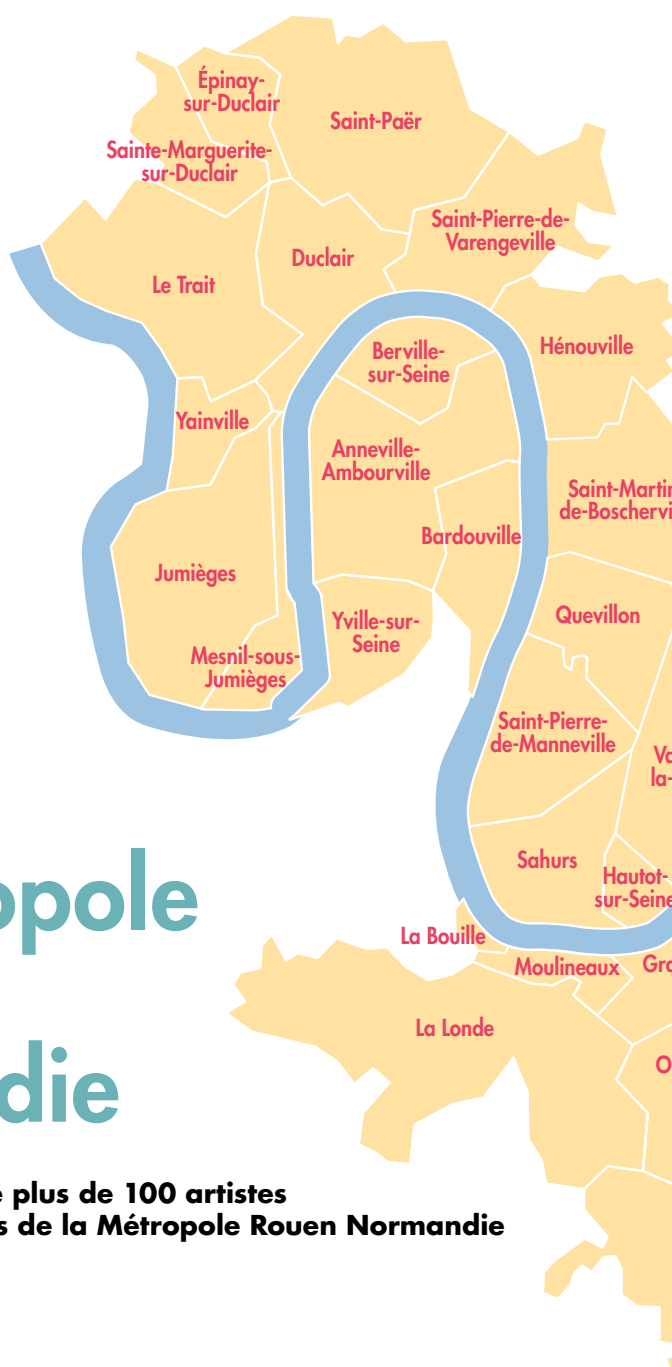 Épinay-
sur-Duclair
Saint-Paër
Sainte-Marguerite-
sur-Duclair
Saint-Pierre-de-
Varengeville
Duclair
Le Trait
Hénouville
Berville-
sur-Seine
Yainville
Anneville-
Ambourville
Saint-Martin
de-Boschervi
Bardouville
Jumièges
Quevillon
Yville-sur-
Seine
Mesnil-sous-
Jumièges
Saint-Pierre-
de-Manneville
Va
la-
Sahurs
Hautot-
sur-Seine
opole
La Bouille
Moulineaux
Gra
La Londe
O
die
plus de 100 artistes
s de la Métropole Rouen Normandie